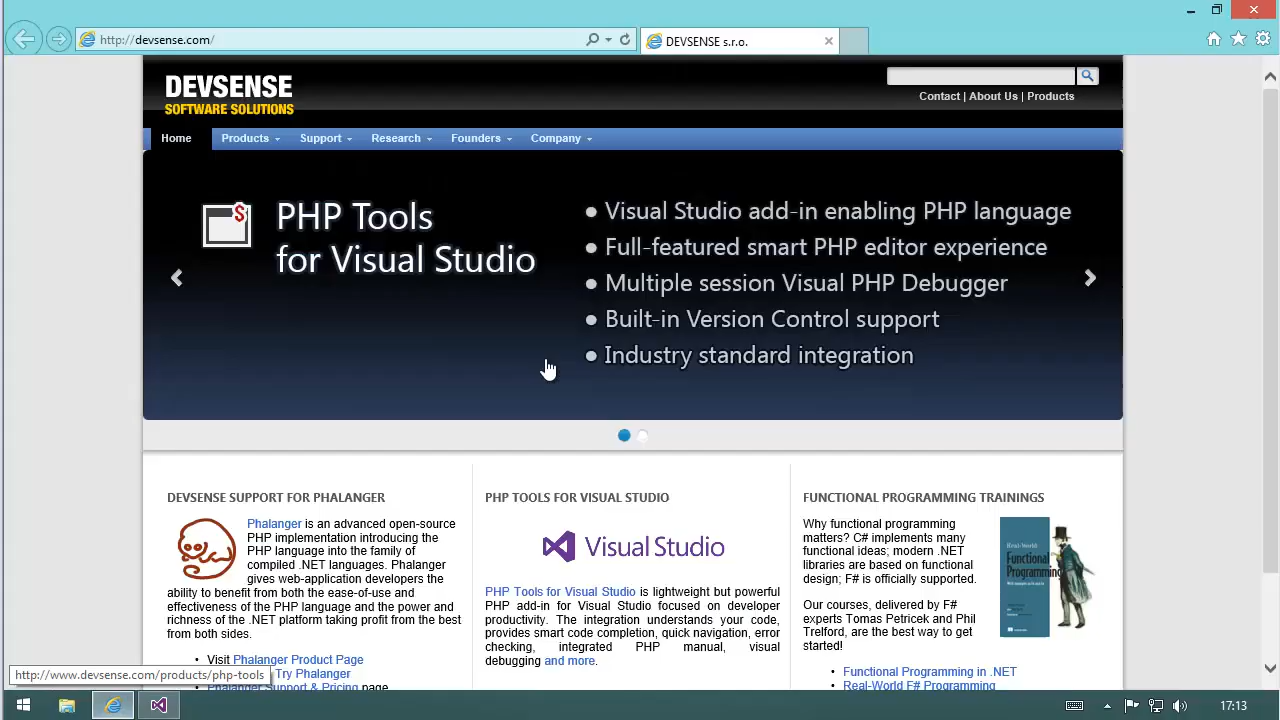 http://devsense.com/
DEVSENSE s.r.o.
DEVSENSE
SOFTWARE SOLUTIONS
Contact | About Us | Products
Home Products Support Research Founders Company
PHP Tools
for Visual Studio
● Visual Studio add-in enabling PHP language
● Full-featured smart PHP editor experience
● Multiple session Visual PHP Debugger
● Built-in Version Control support
● Industry standard integration
DEVSENSE SUPPORT FOR PHALANGER
Phalanger is an advanced open-source
PHP implementation introducing the
PHP language into the family of
compiled .NET languages. Phalanger
gives web-application developers the
ability to benefit from both the ease-of-use and
effectiveness of the PHP language and the power and
richness of the .NET platform taking profit from the best
from both sides.
• Visit Phalanger Product Page
Try Phalanger
Phalanger Support & Pricing page
PHP TOOLS FOR VISUAL STUDIO
Visual Studio
PHP Tools for Visual Studio is lightweight but powerful
PHP add-in for Visual Studio focused on developer
productivity. The integration understands your code,
provides smart code completion, quick navigation, error
checking, integrated PHP manual, visual
debugging and more.
FUNCTIONAL PROGRAMMING TRAININGS
Why functional programming
matters? C# implements many
functional ideas; modern .NET
libraries are based on functional
design; F# is officially supported.
Real-World
Functional
Programming
Our courses, delivered by F#
experts Tomas Petricek and Phil
Trelford, are the best way to get
started!
• Functional Programming in .NET
• Real-World F# Programming
http://www.devsense.com/products/php-tools
17:13